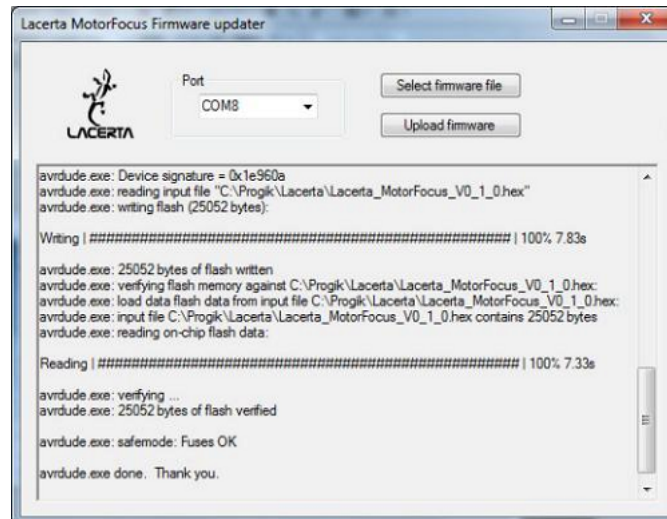 Lacerta MotorFocus Firmware updater
Port
COM8
Select firmware file
Upload firmware
LACERTA
avrdude.exe: Device signature = 0x1e960a
avrdude.exe: reading input file "C:\Progik\Lacerta\Lacerta_MotorFocus_V0_1_0.hex"
avrdude.exe: writing flash (25052 bytes):
Writing | ################################################## | 100% 7.83s
avrdude.exe: 25052 bytes of flash written
avrdude.exe: verifying flash memory against C:\Progik\Lacerta\Lacerta_MotorFocus_V0_1_0.hex:
avrdude.exe: load data flash data from input file C:\Progik\Lacerta\Lacerta_MotorFocus_V0_1_0.hex:
avrdude.exe: input file C:\Progik\Lacerta\Lacerta_MotorFocus_V0_1_0.hex contains 25052 bytes
avrdude.exe: reading on-chip flash data:
Reading | ################################################## | 100% 7.33s
avrdude.exe: verifying ...
avrdude.exe: 25052 bytes of flash verified
avrdude.exe: safemode: Fuses OK
avrdude.exe done.  Thank you.